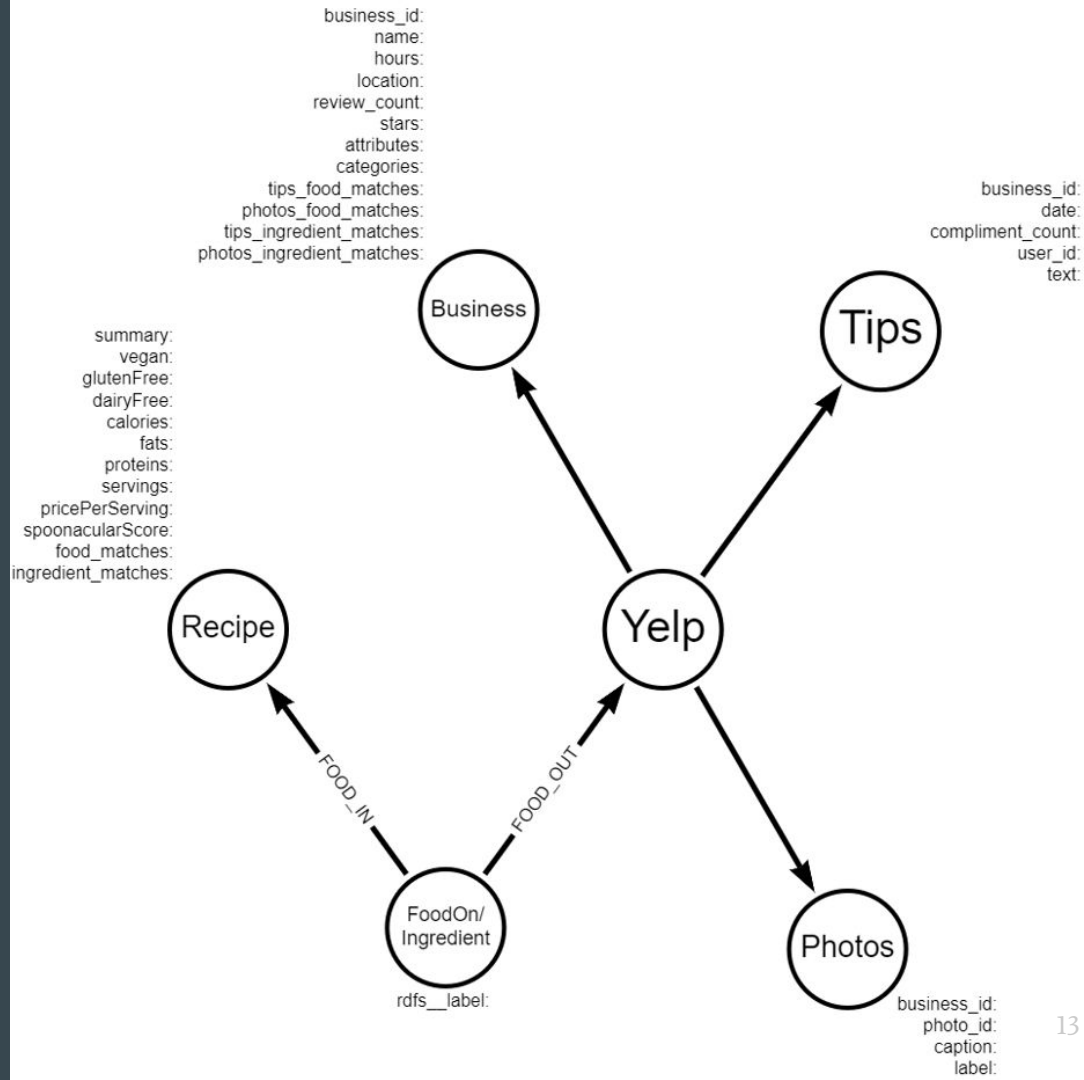 business_id:
name:
hours:
location:
review_count:
stars:
attributes:
categories:
tips_food_matches:
photos_food_matches:
tips_ingredient_matches:
photos_ingredient_matches:
Business
business_id:
date:
compliment_count:
user_id:
text:
Tips
summary:
vegan:
glutenFree:
dairyFree:
calories:
fats:
proteins:
servings:
pricePerServing:
spoonacularScore:
food_matches:
ingredient_matches:
Recipe
Yelp
FOOD_IN
FOOD_OUT
FoodOn/
Ingredient
rdfs__label:
Photos
business_id:
photo_id:
caption:
label:
13